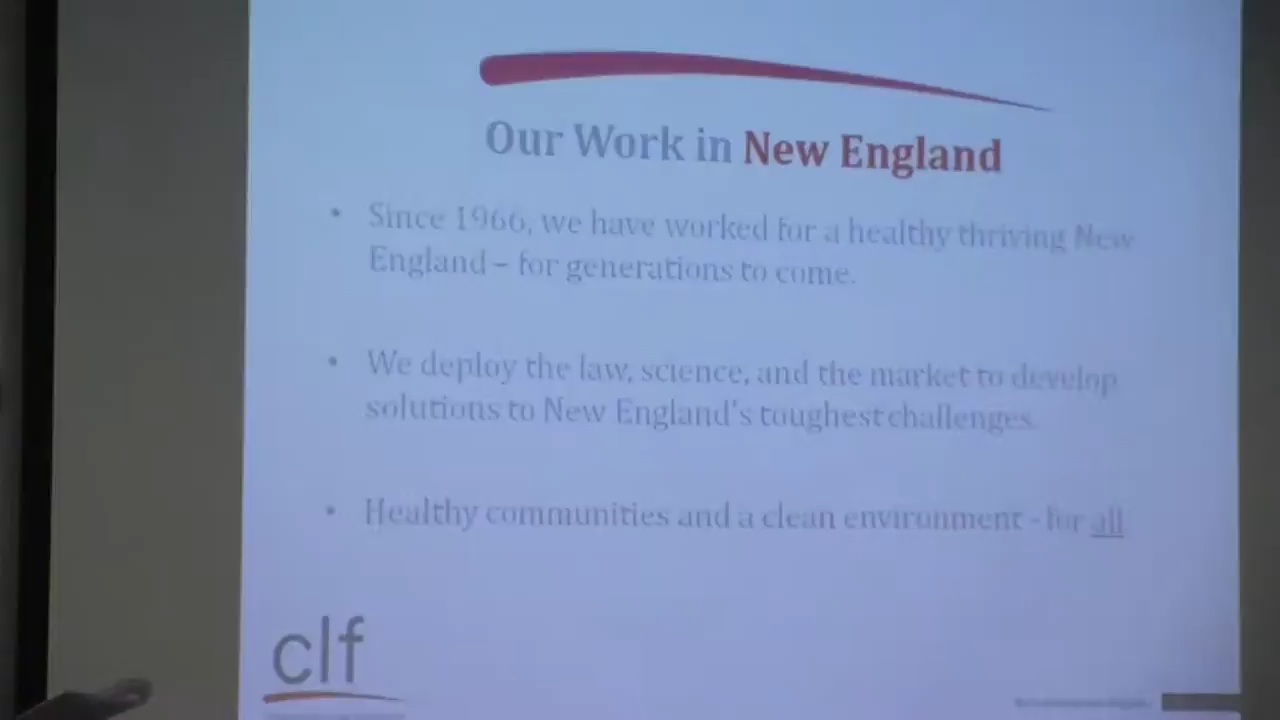 Our Work in New England
• Since 1966, we have worked for a healthy thriving New
England – for generations to come.
• We deploy the law, science, and the market to develop
solutions to New England's toughest challenges.
• Healthy communities and a clean environment - for all
clf